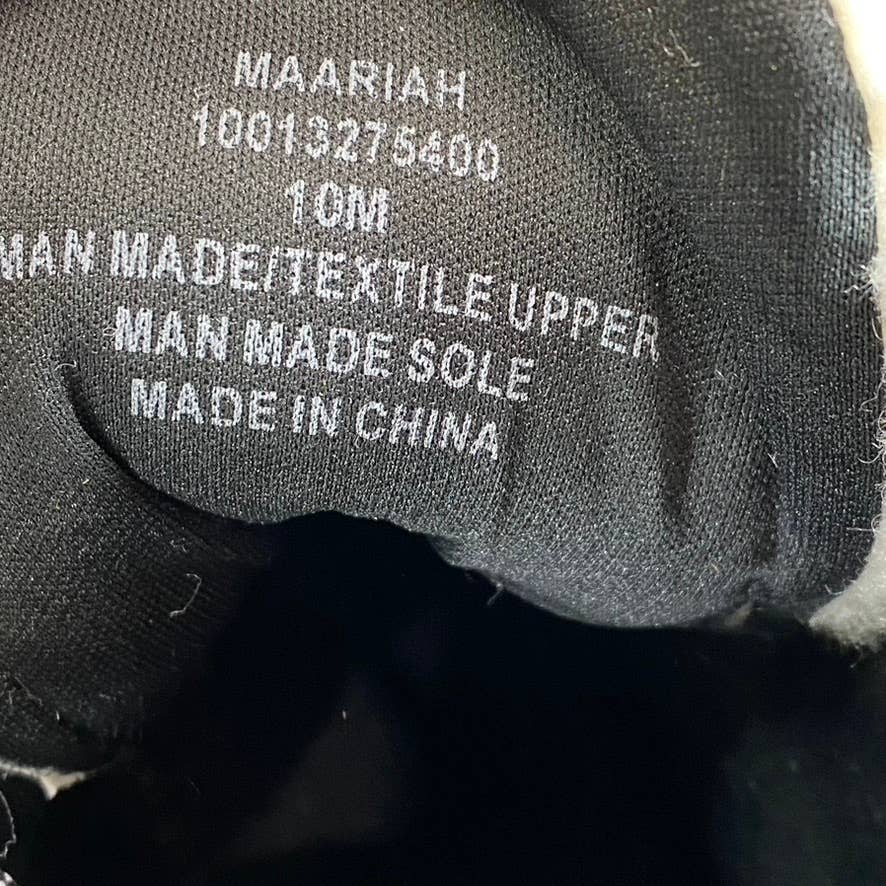 MAARIAH
10013275400
10M
MAN MADE/TEXTILE UPPER
MAN MADE SOLE
MADE IN CHINA